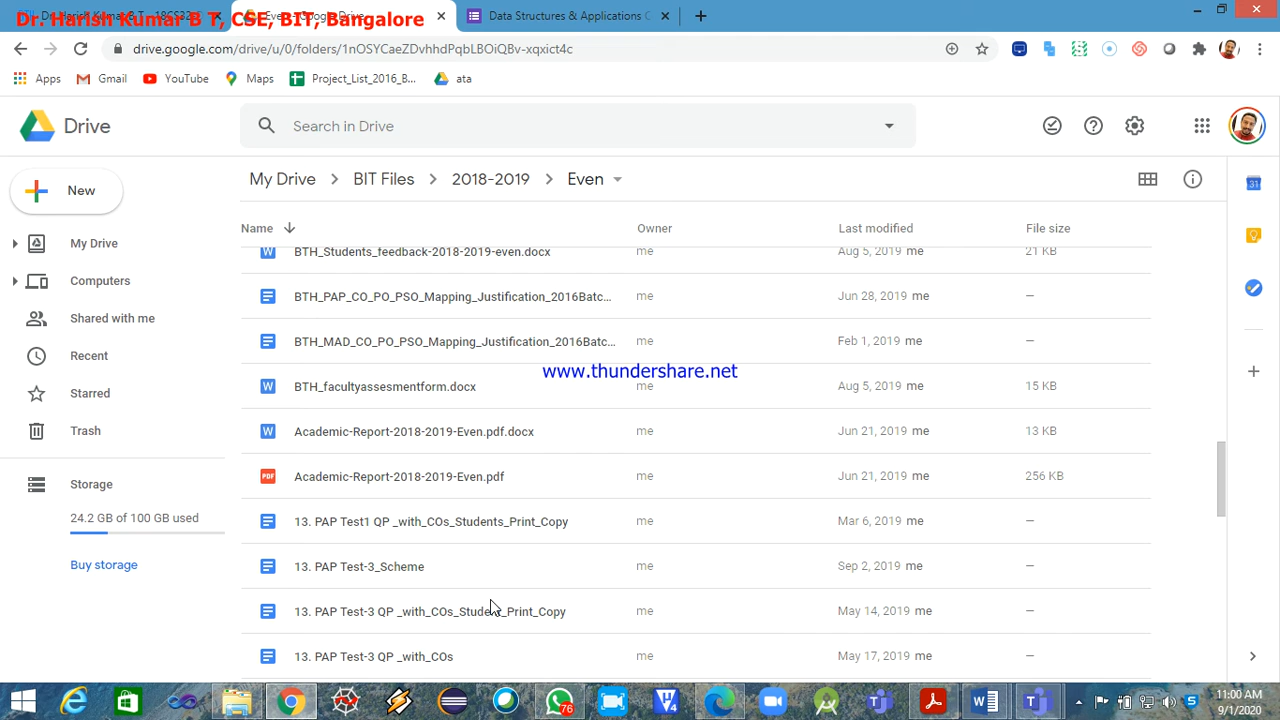 Dr. Harish Kumar B T, CSE, BIT, Bangalore
Data Structures & Applications
drive.google.com/drive/u/0/folders/1nOSYCaeZDvhhdPqbLBOiQBv-xqxict4c
Apps Gmail YouTube Maps Project_List_2016_B... ata
Drive
Search in Drive
New
My Drive
Computers
Shared with me
Recent
Starred
Trash
Storage
24.2 GB of 100 GB used
Buy storage
My Drive > BIT Files > 2018-2019 > Even
Name Owner Last modified File size
BTH_Students_feedback-2018-2019-even.docx me Aug 5, 2019 me 21 KB
BTH_PAP_CO_PO_PSO_Mapping_Justification_2016Batc... me Jun 28, 2019 me –
BTH_MAD_CO_PO_PSO_Mapping_Justification_2016Batc... me Feb 1, 2019 me –
www.thundershare.net
BTH_facultyassesmentform.docx me Aug 5, 2019 me 15 KB
Academic-Report-2018-2019-Even.pdf.docx me Jun 21, 2019 me 13 KB
PDF Academic-Report-2018-2019-Even.pdf me Jun 21, 2019 me 256 KB
13. PAP Test1 QP _with_COs_Students_Print_Copy me Mar 6, 2019 me –
13. PAP Test-3_Scheme me Sep 2, 2019 me –
13. PAP Test-3 QP _with_COs_Student_Print_Copy me May 14, 2019 me –
13. PAP Test-3 QP _with_COs me May 17, 2019 me –
31
76
11:00 AM
9/1/2020